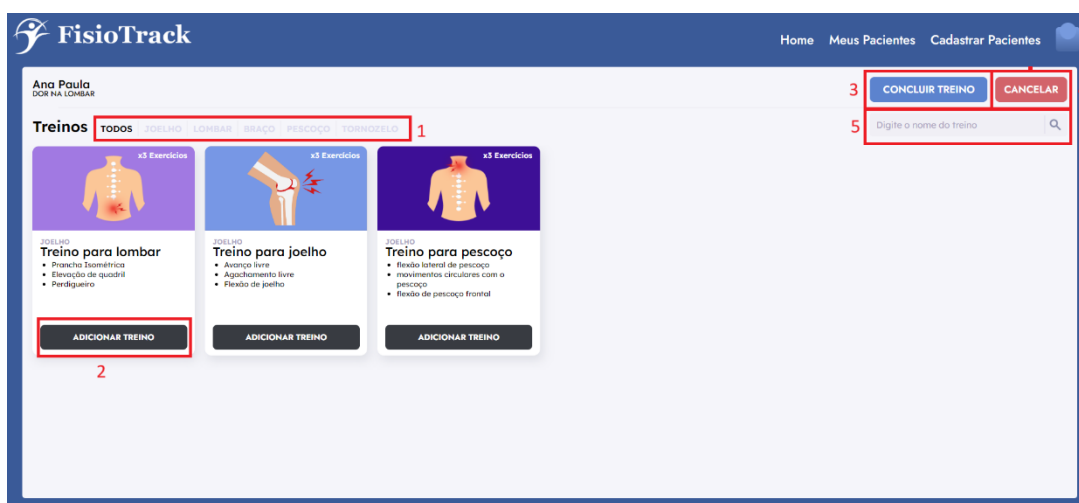 FisioTrack
Home Meus Pacientes Cadastrar Pacientes
Ana Paula
DOR NA LOMBAR
3 CONCLUIR TREINO CANCELAR
Treinos TODOS JOELHO LOMBAR BRAÇO PESCOÇO TORNOZELO 1
5 Digite o nome do treino
x3 Exercícios
JOELHO
Treino para lombar
Prancha Isométrica
Elevação de quadril
Perdigueiro
ADICIONAR TREINO
2
x3 Exercícios
JOELHO
Treino para joelho
Avanço livre
Agachamento livre
Flexão de joelho
ADICIONAR TREINO
x3 Exercícios
JOELHO
Treino para pescoço
flexão lateral de pescoço
movimentos circulares com o
pescoço
flexão de pescoço frontal
ADICIONAR TREINO